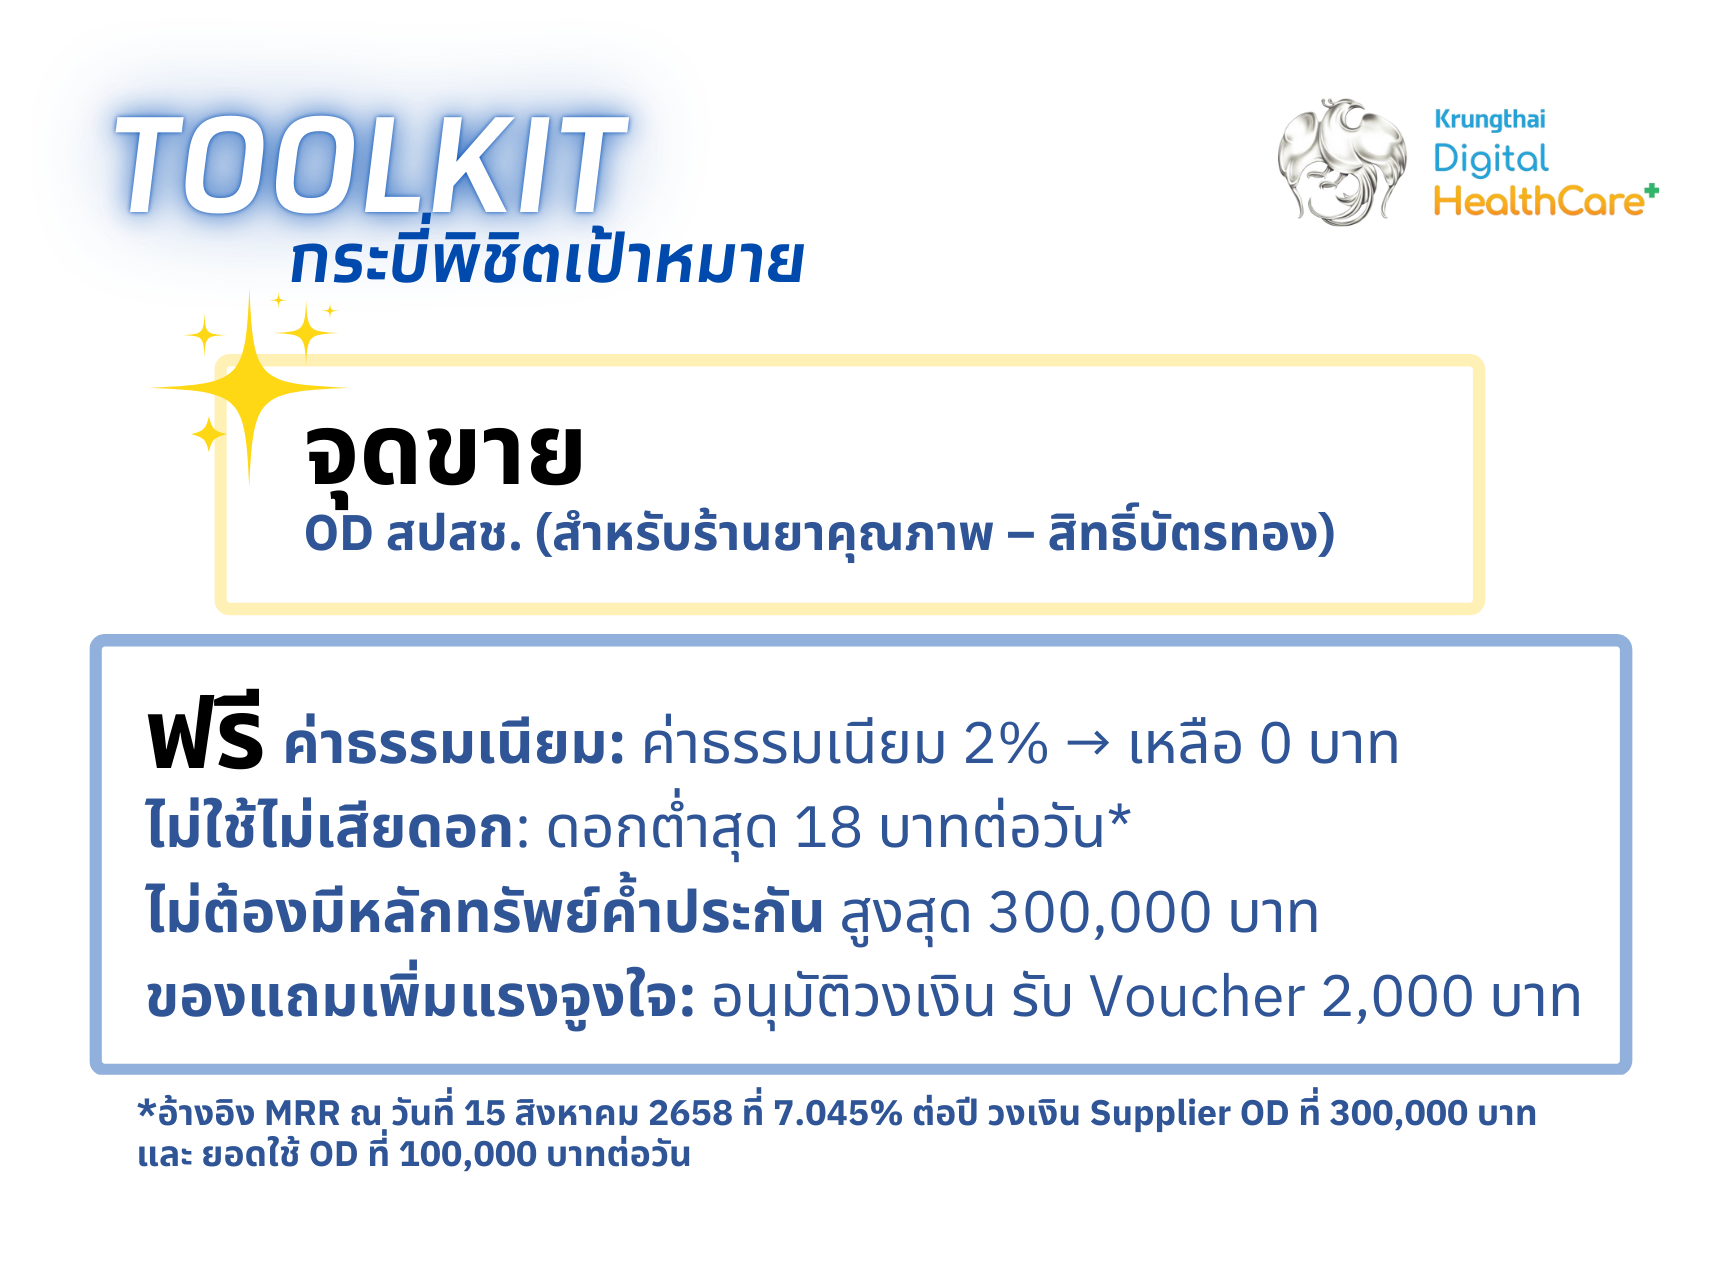 TOOLKIT
กระบี่พิชิตเป้าหมาย
Krungthai
Digital
HealthCare+
จุดขาย
OD สปสช. (สำหรับร้านยาคุณภาพ – สิทธิ์บัตรทอง)
ฟรี ค่าธรรมเนียม: ค่าธรรมเนียม 2% → เหลือ 0 บาท
ไม่ใช้ไม่เสียดอก: ดอกต่ำสุด 18 บาทต่อวัน*
ไม่ต้องมีหลักทรัพย์ค้ำประกัน สูงสุด 300,000 บาท
ของแถมเพิ่มแรงจูงใจ: อนุมัติวงเงิน รับ Voucher 2,000 บาท
*อ้างอิง MRR ณ วันที่ 15 สิงหาคม 2658 ที่ 7.045% ต่อปี วงเงิน Supplier OD ที่ 300,000 บาท
และ ยอดใช้ OD ที่ 100,000 บาทต่อวัน